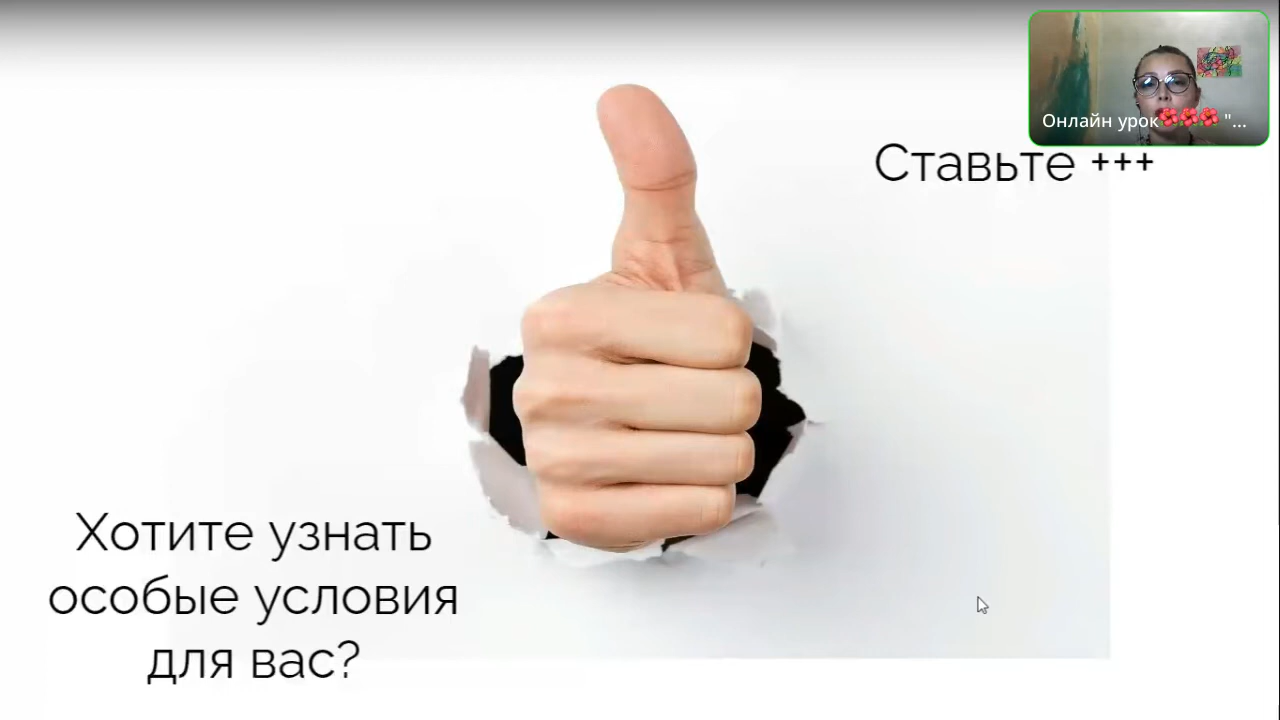 Онлайн урок🌺🌺🌺 "...
Ставьте +++
Хотите узнать
особые условия
для вас?